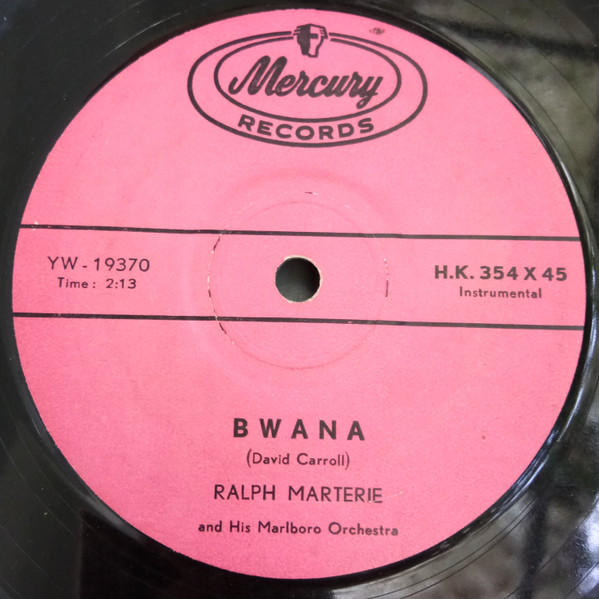 Mercury
RECORDS
YW - 19370
Time : 2:13
H.K. 354 X 45
Instrumental
BWANA
(David Carroll)
RALPH MARTERIE
and His Marlboro Orchestra